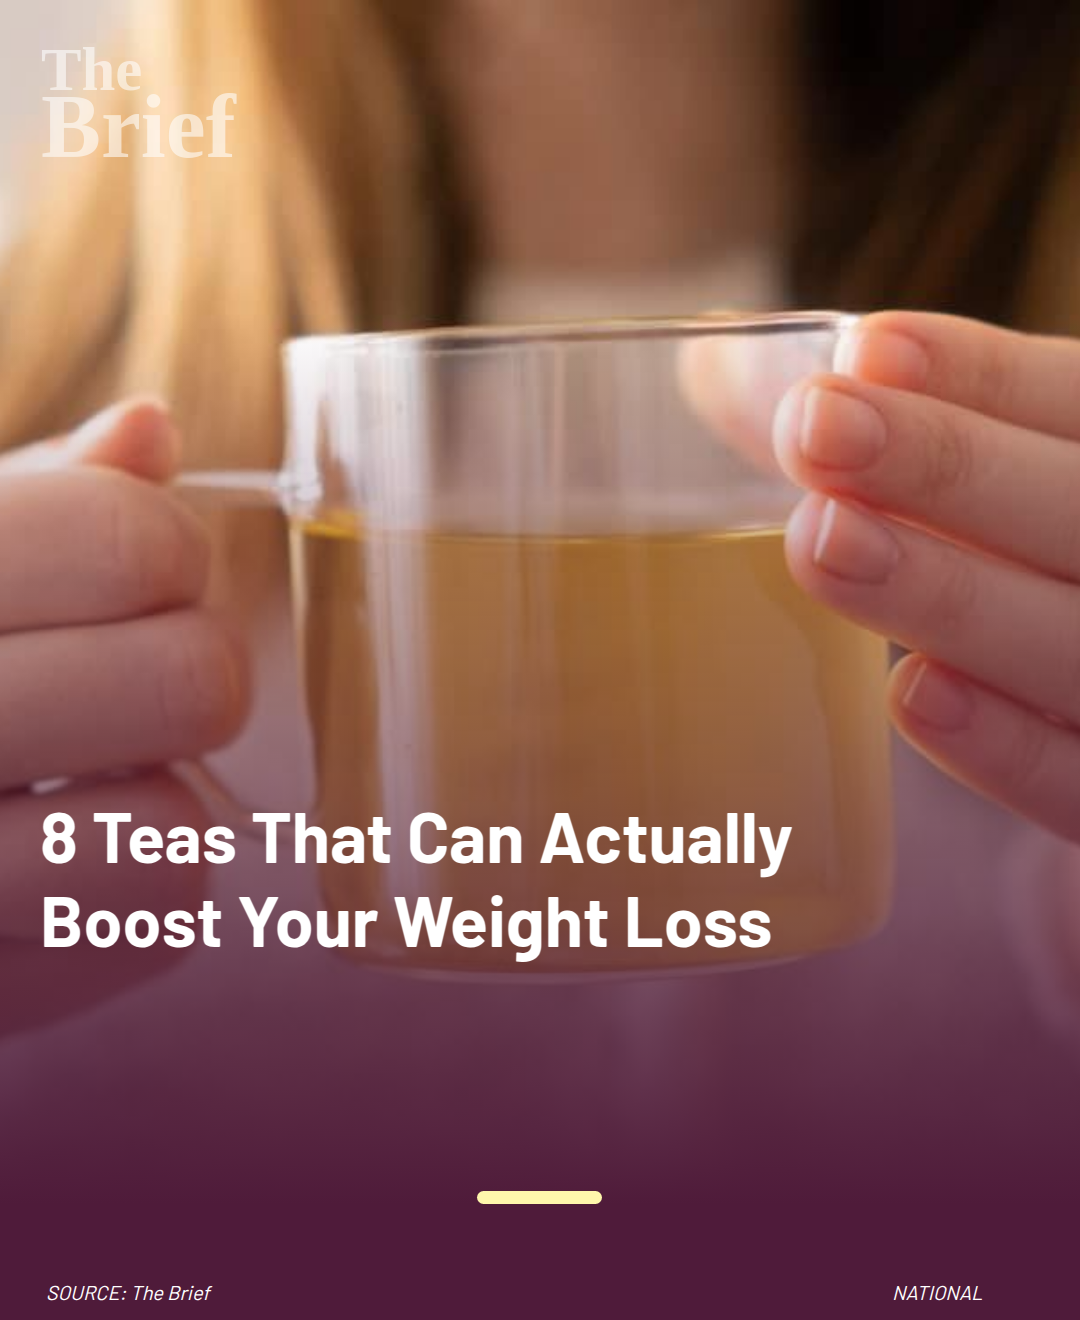 The
Brief
8 Teas That Can Actually
Boost Your Weight Loss
SOURCE: The Brief
NATIONAL